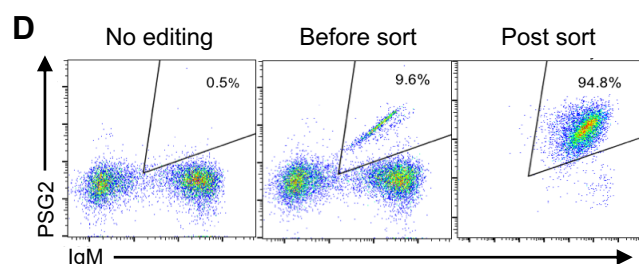 D
No editing
Before sort
Post sort
0.5%
9.6%
94.8%
PSG2
IgM